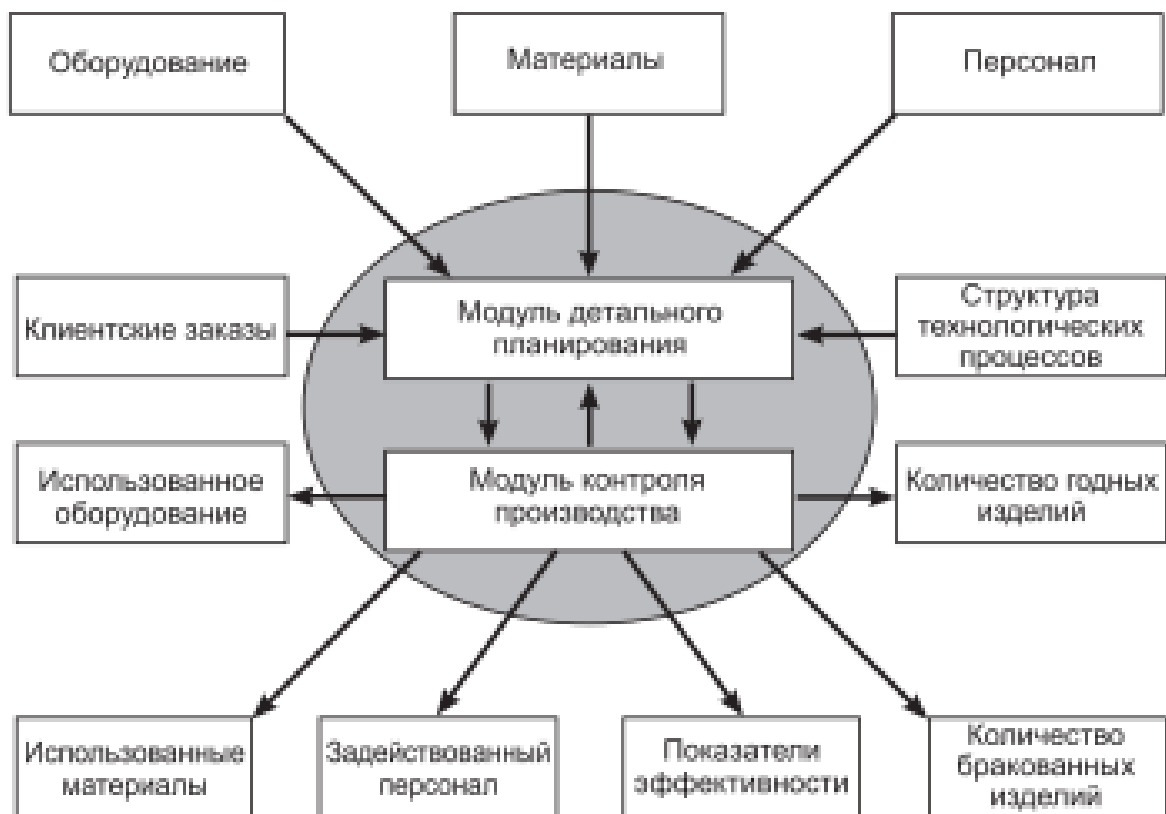 Оборудование
Материалы
Персонал
Клиентские заказы
Модуль детального
планирования
Структура
технологических
процессов
Использованное
оборудование
Модуль контроля
производства
Количество годных
изделий
Использованные
материалы
Задействованный
персонал
Показатели
эффективности
Количество
бракованных
изделий